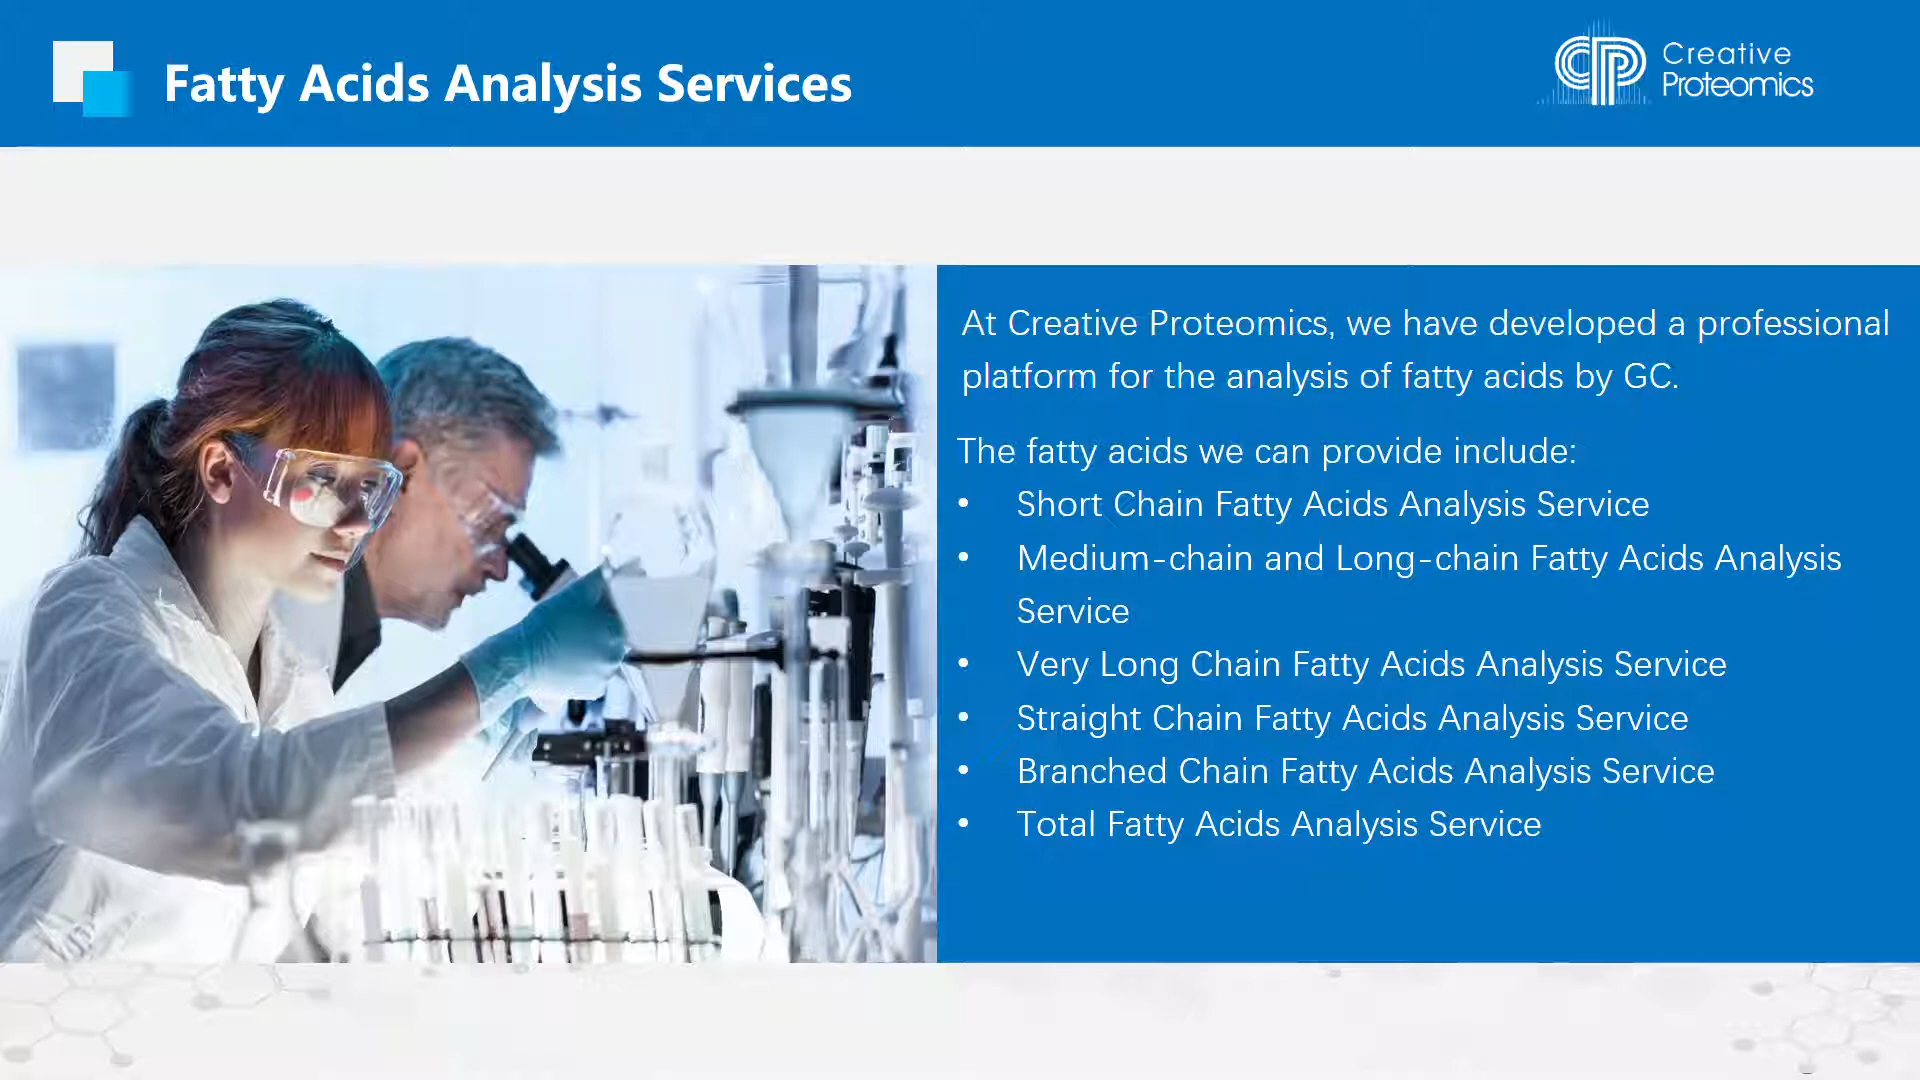 Fatty Acids Analysis Services
Creative
Proteomics
At Creative Proteomics, we have developed a professional
platform for the analysis of fatty acids by GC.
The fatty acids we can provide include:
• Short Chain Fatty Acids Analysis Service
• Medium-chain and Long-chain Fatty Acids Analysis
Service
• Very Long Chain Fatty Acids Analysis Service
• Straight Chain Fatty Acids Analysis Service
• Branched Chain Fatty Acids Analysis Service
• Total Fatty Acids Analysis Service